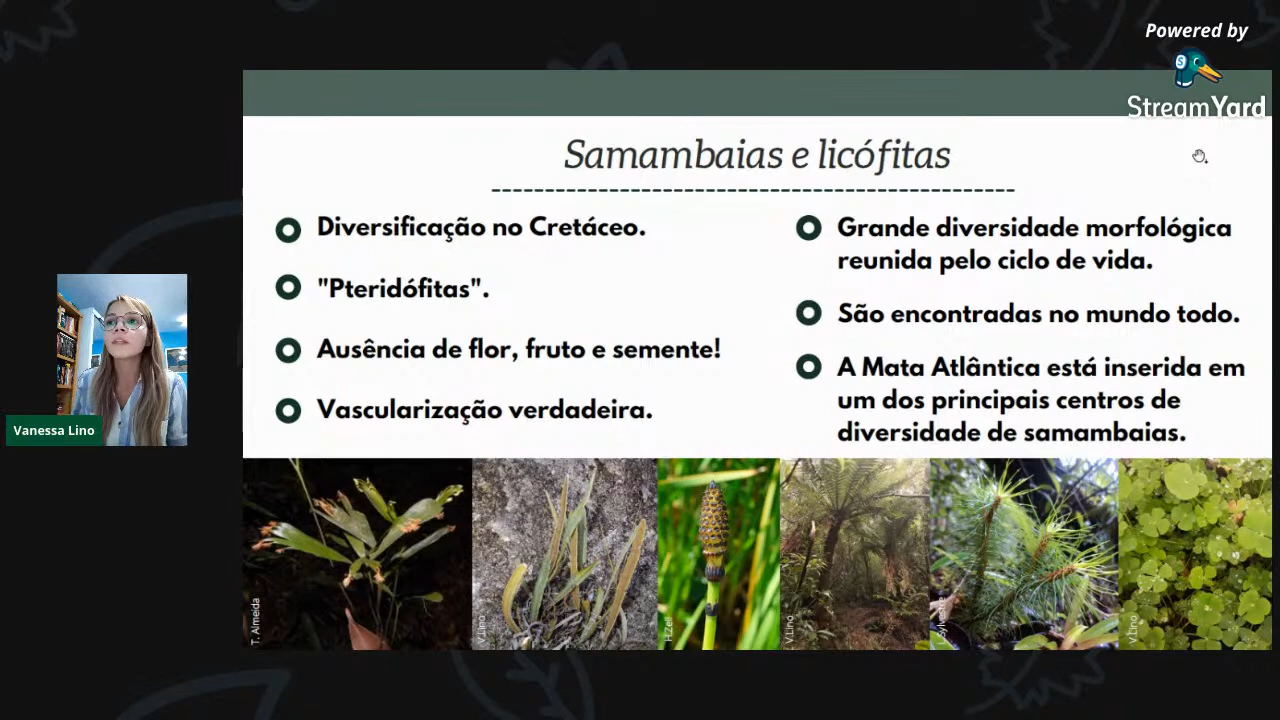 Powered by
StreamYard
Samambaias e licófitas
Diversificação no Cretáceo.
"Pteridófitas".
Ausência de flor, fruto e semente!
Vascularização verdadeira.
Grande diversidade morfológica
reunida pelo ciclo de vida.
São encontradas no mundo todo.
A Mata Atlântica está inserida em
um dos principais centros de
diversidade de samambaias.
Vanessa Lino
T. Almeida
V.Lino
H.Zell
V.Lino
Sylvestre
V.Lino